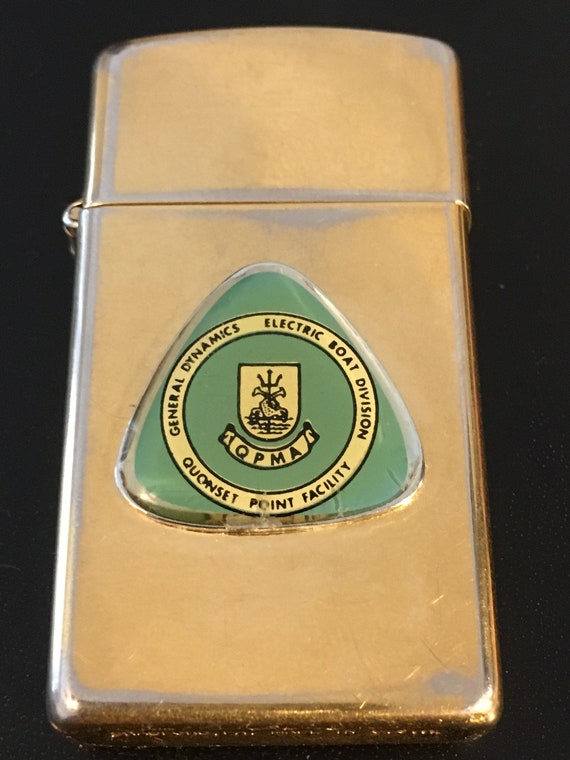 GENERAL DYNAMICS ELECTRIC BOAT DIVISION
QPMA
QUONSET POINT FACILITY